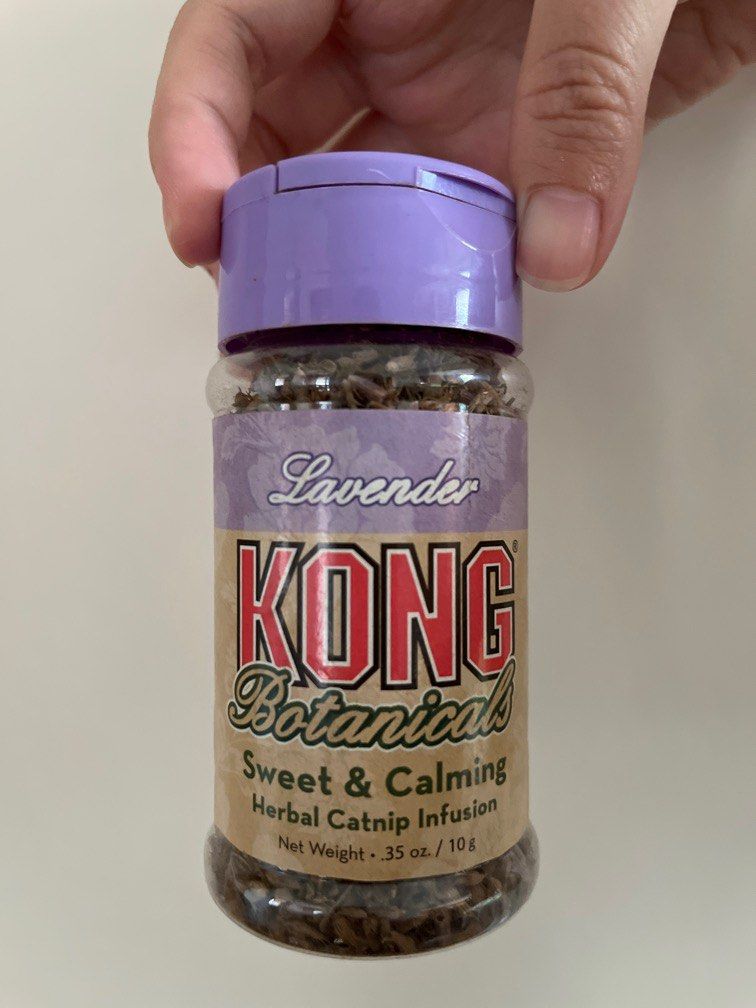 Lavender
KONG®
Botanicals
Sweet & Calming
Herbal Catnip Infusion
Net Weight • .35 oz. / 10 g